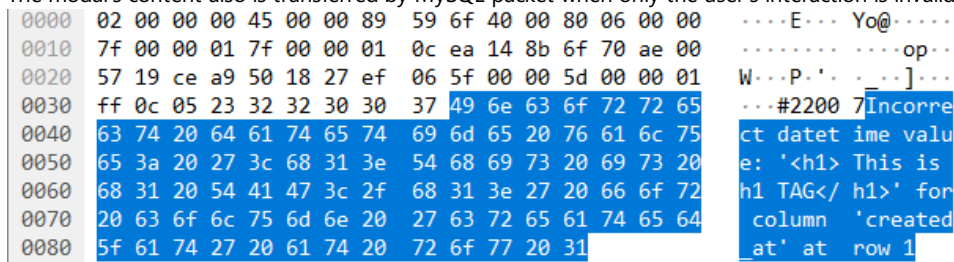 The modal's content also is transferred by MySQL packet when only the user's interaction is invalid
0000 02 00 00 00 45 00 00 89 59 6f 40 00 80 06 00 00 ····E··· Yo@·····
0010 7f 00 00 01 7f 00 00 01 0c ea 14 8b 6f 70 ae 00 ········ ····op··
0020 57 19 ce a9 50 18 27 ef 06 5f 00 00 5d 00 00 01 W···P·'· ·_··]···
0030 ff 0c 05 23 32 32 30 30 37 49 6e 63 6f 72 72 65 ···#2200 7Incorre
0040 63 74 20 64 61 74 65 74 69 6d 65 20 76 61 6c 75 ct datet ime valu
0050 65 3a 20 27 3c 68 31 3e 54 68 69 73 20 69 73 20 e: '<h1> This is
0060 68 31 20 54 41 47 3c 2f 68 31 3e 27 20 66 6f 72 h1 TAG</ h1>' for
0070 20 63 6f 6c 75 6d 6e 20 27 63 72 65 61 74 65 64 column 'created
0080 5f 61 74 27 20 61 74 20 72 6f 77 20 31 _at' at row 1